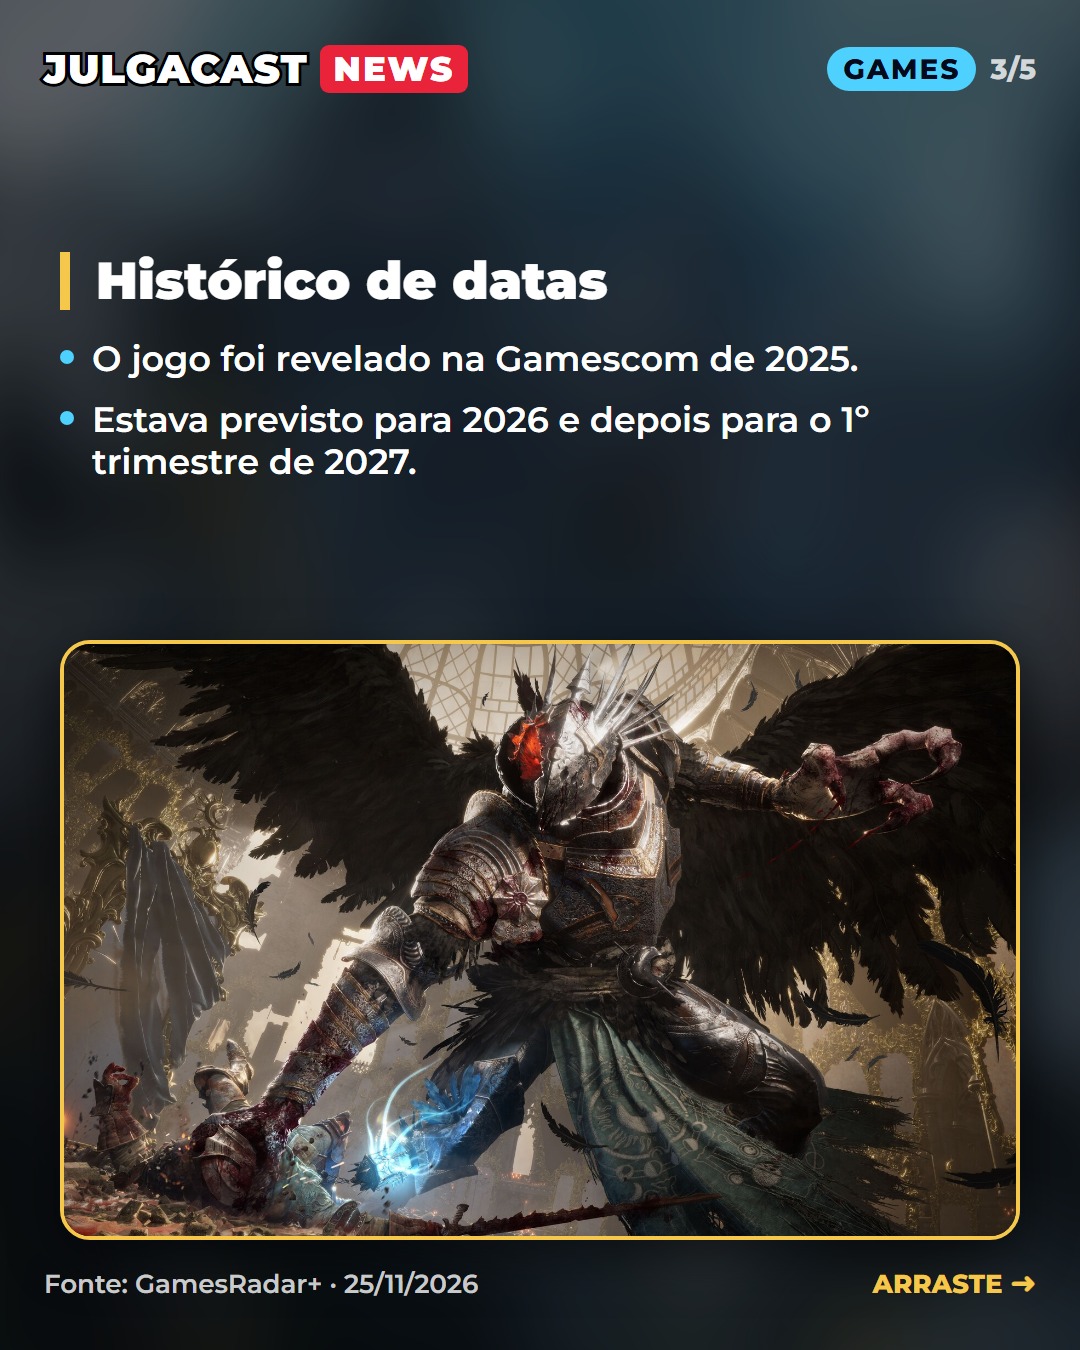 JULGACAST NEWS
GAMES 3/5
Histórico de datas
O jogo foi revelado na Gamescom de 2025.
Estava previsto para 2026 e depois para o 1º
trimestre de 2027.
Fonte: GamesRadar+ · 25/11/2026
ARRASTE →